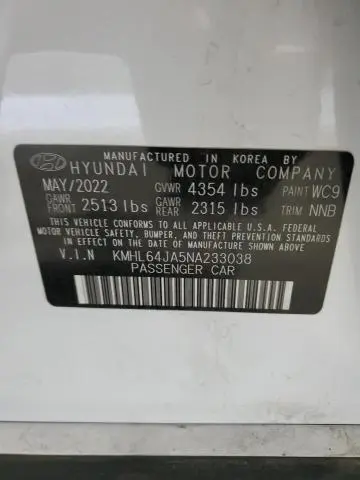 MANUFACTURED IN KOREA BY
HYUNDAI MOTOR COMPANY
MAY/2022 GVWR 4354 lbs PAINT WC9
GAWR FRONT 2513 lbs GAWR REAR 2315 lbs TRIM NNB
THIS VEHICLE CONFORMS TO ALL APPLICABLE U.S.A. FEDERAL
MOTOR VEHICLE SAFETY, BUMPER, AND THEFT PREVENTION STANDARDS
IN EFFECT ON THE DATE OF MANUFACTURE SHOWN ABOVE.
V.I.N KMHL64JA5NA233038
PASSENGER CAR